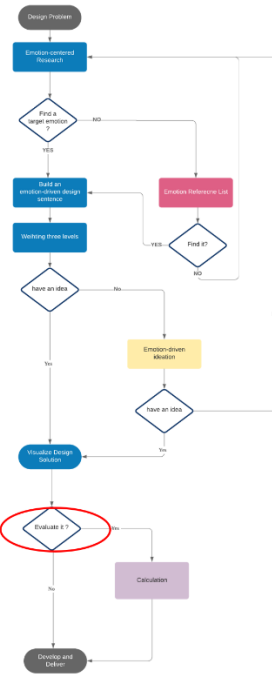 Design Problem
Emotion-centered
Research
Find a
target emotion
?
NO
YES
Build an
emotion-driven design
sentence
Emotion Referecne List
Weihting three levels
YES
Find it?
NO
have an idea
No
Yes
Emotion-driven
ideation
have an idea
Yes
Visualize Design
Solution
Evaluate it ?
Yes
No
Calculation
Develop and
Deliver